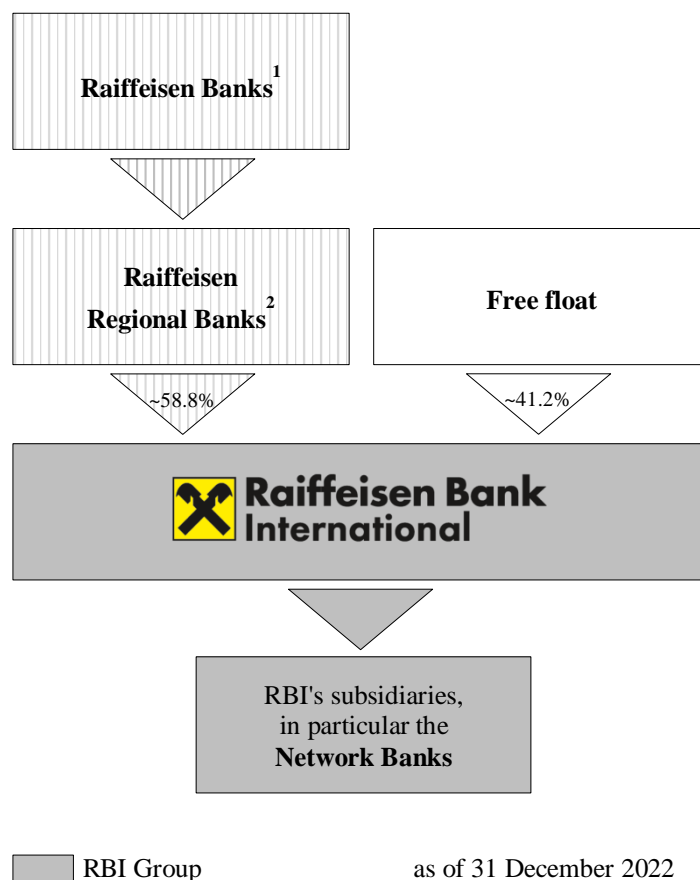 Raiffeisen Banks1
Raiffeisen
Regional Banks2
Free float
~58.8%
~41.2%
Raiffeisen Bank
International
RBI's subsidiaries,
in particular the
Network Banks
RBI Group
as of 31 December 2022